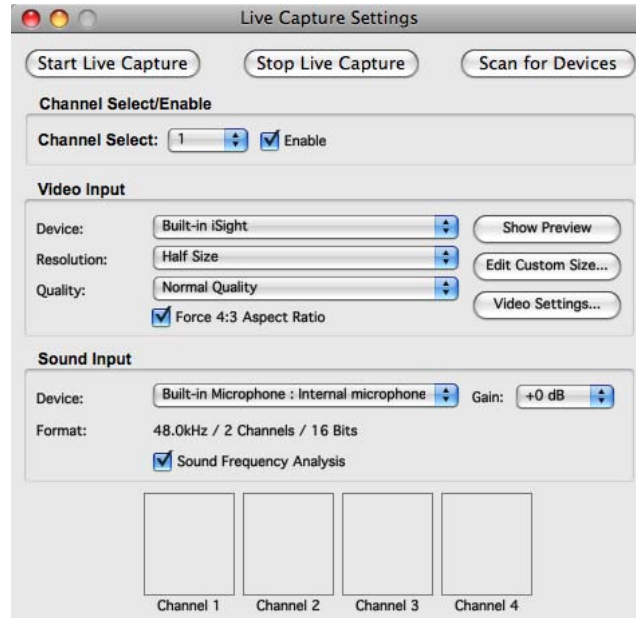 Live Capture Settings
Start Live Capture Stop Live Capture Scan for Devices
Channel Select/Enable
Channel Select: 1 Enable
Video Input
Device: Built-in iSight Show Preview
Resolution: Half Size Edit Custom Size...
Quality: Normal Quality Video Settings...
Force 4:3 Aspect Ratio
Sound Input
Device: Built-in Microphone : Internal microphone Gain: +0 dB
Format: 48.0kHz / 2 Channels / 16 Bits
Sound Frequency Analysis
Channel 1 Channel 2 Channel 3 Channel 4